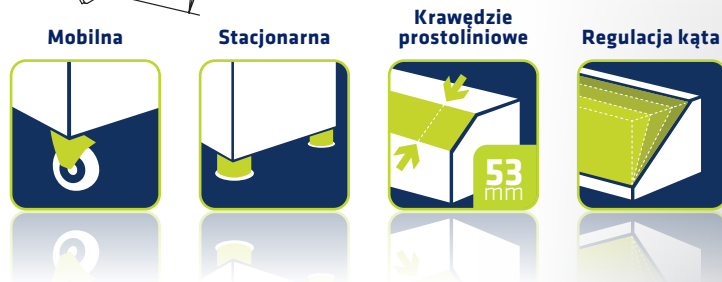 Mobilna
Stacjonarna
Krawędzie
prostoliniowe
Regulacja kąta
53
mm